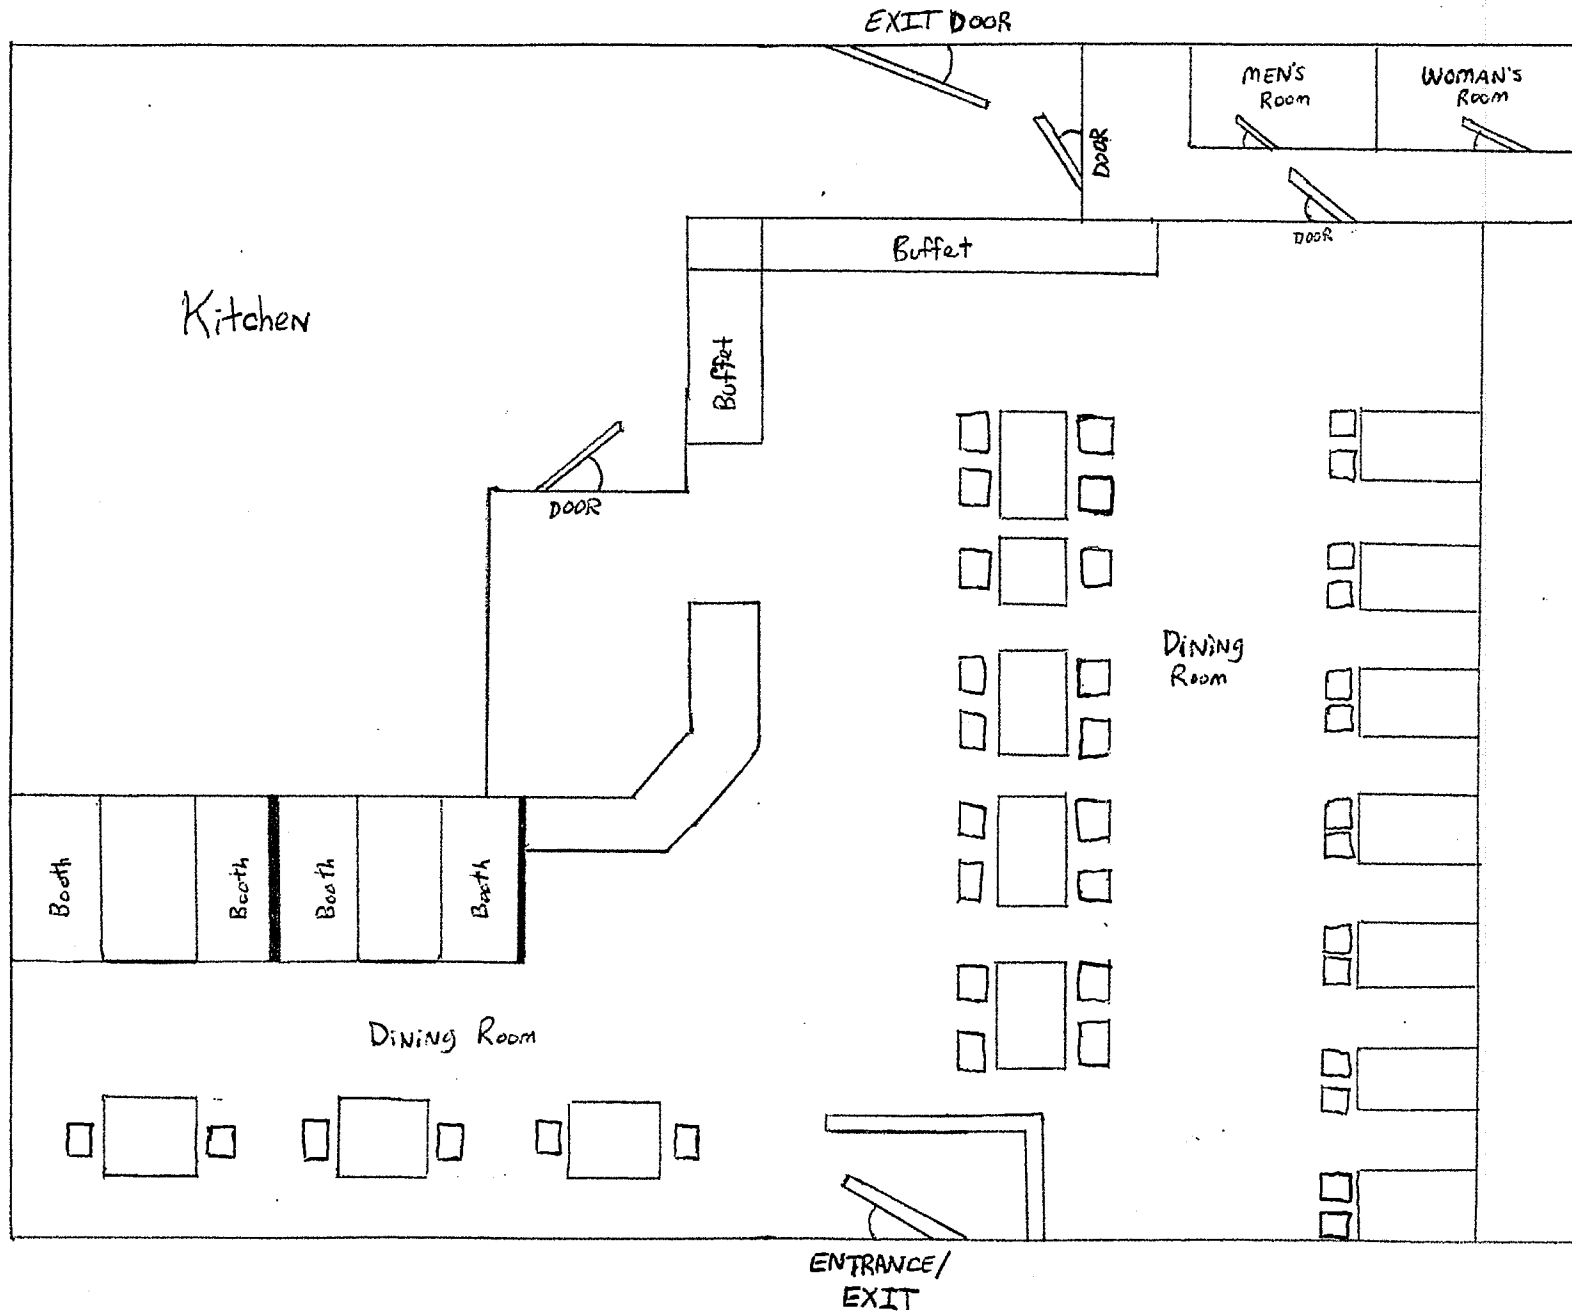 EXIT DOOR
MEN'S
Room
WOMAN'S
Room
DOOR
DOOR
Buffet
Kitchen
Buffet
DOOR
Dining
Room
Booth
Booth
Booth
Booth
Dining Room
ENTRANCE/
EXIT